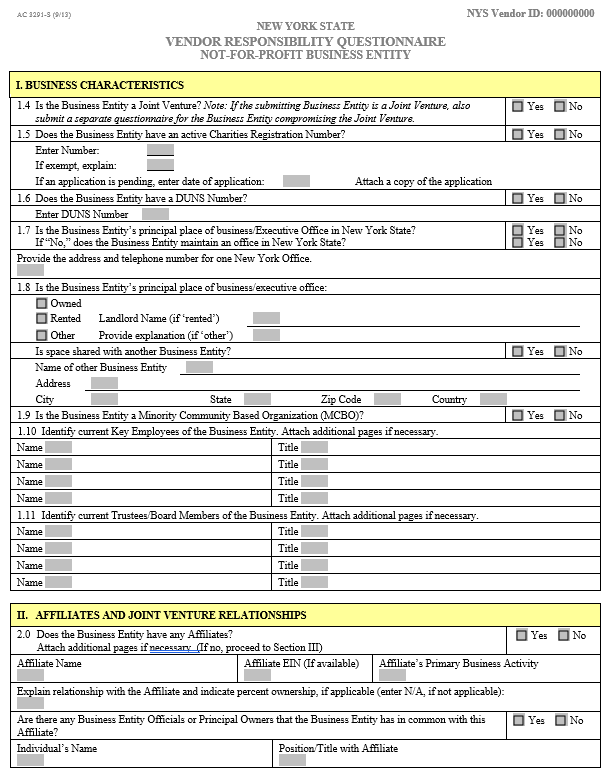 AC 3291-S (9/13)
NYS Vendor ID: 000000000
NEW YORK STATE
VENDOR RESPONSIBILITY QUESTIONNAIRE
NOT-FOR-PROFIT BUSINESS ENTITY
I. BUSINESS CHARACTERISTICS
1.4 Is the Business Entity a Joint Venture? Note: If the submitting Business Entity is a Joint Venture, also
submit a separate questionnaire for the Business Entity compromising the Joint Venture.
Yes No
1.5 Does the Business Entity have an active Charities Registration Number?
Yes No
Enter Number:
If exempt, explain:
If an application is pending, enter date of application: Attach a copy of the application
1.6 Does the Business Entity have a DUNS Number?
Yes No
Enter DUNS Number
1.7 Is the Business Entity's principal place of business/Executive Office in New York State?
Yes No
If "No," does the Business Entity maintain an office in New York State?
Yes No
Provide the address and telephone number for one New York Office.
1.8 Is the Business Entity's principal place of business/executive office:
Owned
Rented Landlord Name (if 'rented')
Other Provide explanation (if 'other')
Is space shared with another Business Entity?
Yes No
Name of other Business Entity
Address
City State Zip Code Country
1.9 Is the Business Entity a Minority Community Based Organization (MCBO)?
Yes No
1.10 Identify current Key Employees of the Business Entity. Attach additional pages if necessary.
Name Title
Name Title
Name Title
Name Title
1.11 Identify current Trustees/Board Members of the Business Entity. Attach additional pages if necessary.
Name Title
Name Title
Name Title
Name Title
II. AFFILIATES AND JOINT VENTURE RELATIONSHIPS
2.0 Does the Business Entity have any Affiliates?
Attach additional pages if necessary (If no, proceed to Section III)
Yes No
Affiliate Name Affiliate EIN (If available) Affiliate's Primary Business Activity
Explain relationship with the Affiliate and indicate percent ownership, if applicable (enter N/A, if not applicable):
Are there any Business Entity Officials or Principal Owners that the Business Entity has in common with this
Affiliate?
Yes No
Individual's Name Position/Title with Affiliate